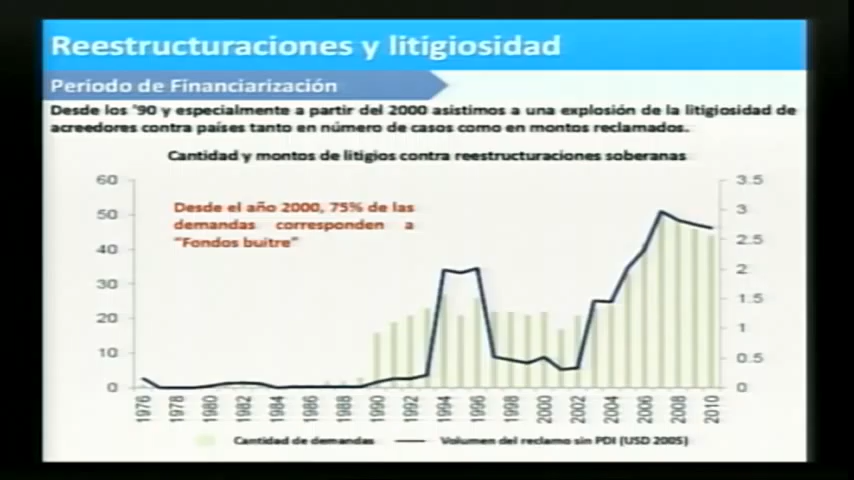 Reestructuraciones y litigiosidad
Periodo de Financiarización
Desde los '90 y especialmente a partir del 2000 asistimos a una explosión de la litigiosidad de
acreedores contra países tanto en número de casos como en montos reclamados.
Cantidad y montos de litigios contra reestructuraciones soberanas
60
50
40
30
20
10
0
Desde el año 2000, 75% de las
demandas corresponden a
"Fondos buitre"
3.5
3
2.5
2
1.5
1
0.5
0
1976 1978 1980 1982 1984 1986 1988 1990 1992 1994 1996 1998 2000 2002 2004 2006 2008 2010
Cantidad de demandas
Volumen del reclamo sin PDI (USD 2005)